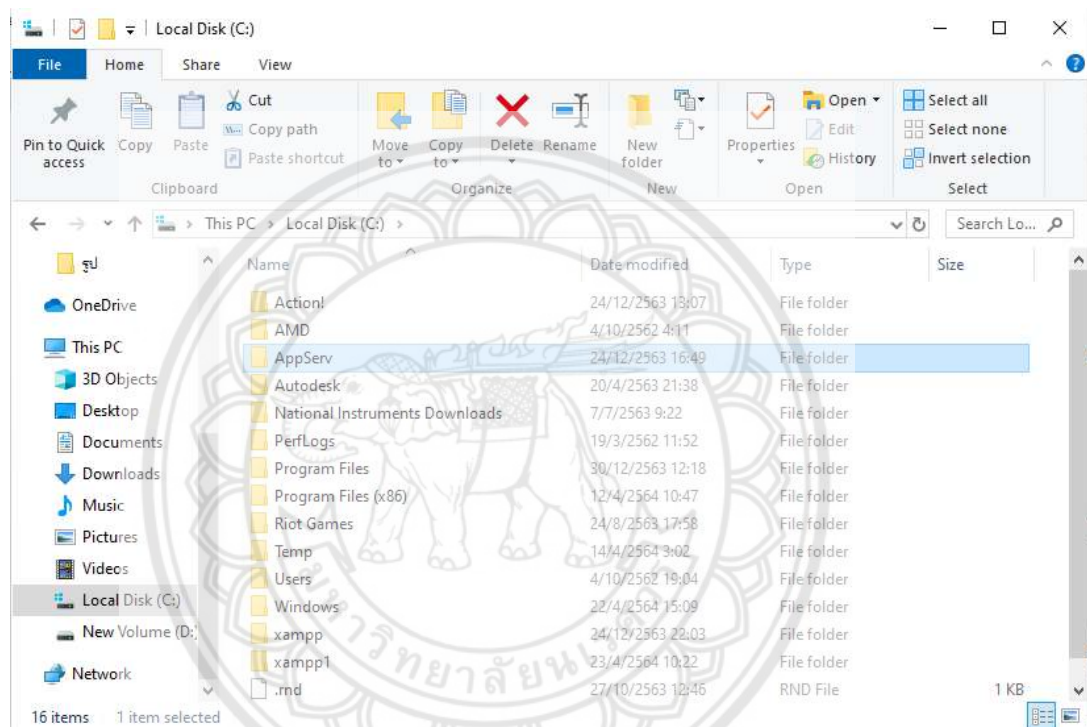 Local Disk (C:)
File Home Share View
Pin to Quick access
Copy
Paste
Cut
Copy path
Paste shortcut
Move to
Copy to
Delete
Rename
New folder
Properties
Open
Edit
History
Select all
Select none
Invert selection
Clipboard Organize New Open Select
This PC > Local Disk (C:) >
Search Lo...
รูป
OneDrive
This PC
3D Objects
Desktop
Documents
Downloads
Music
Pictures
Videos
Local Disk (C:)
New Volume (D:)
Network
Name Date modified Type Size
Action! 24/12/2563 13:07 File folder
AMD 4/10/2562 4:11 File folder
AppServ 24/12/2563 16:49 File folder
Autodesk 20/4/2563 21:38 File folder
National Instruments Downloads 7/7/2563 9:22 File folder
PerfLogs 19/3/2562 11:52 File folder
Program Files 30/12/2563 12:18 File folder
Program Files (x86) 12/4/2564 10:47 File folder
Riot Games 24/8/2563 17:58 File folder
Temp 14/4/2564 3:02 File folder
Users 4/10/2562 19:04 File folder
Windows 22/4/2564 15:09 File folder
xampp 24/12/2563 22:03 File folder
xampp1 23/4/2564 10:22 File folder
.rnd 27/10/2563 12:46 RND File 1 KB
16 items 1 item selected